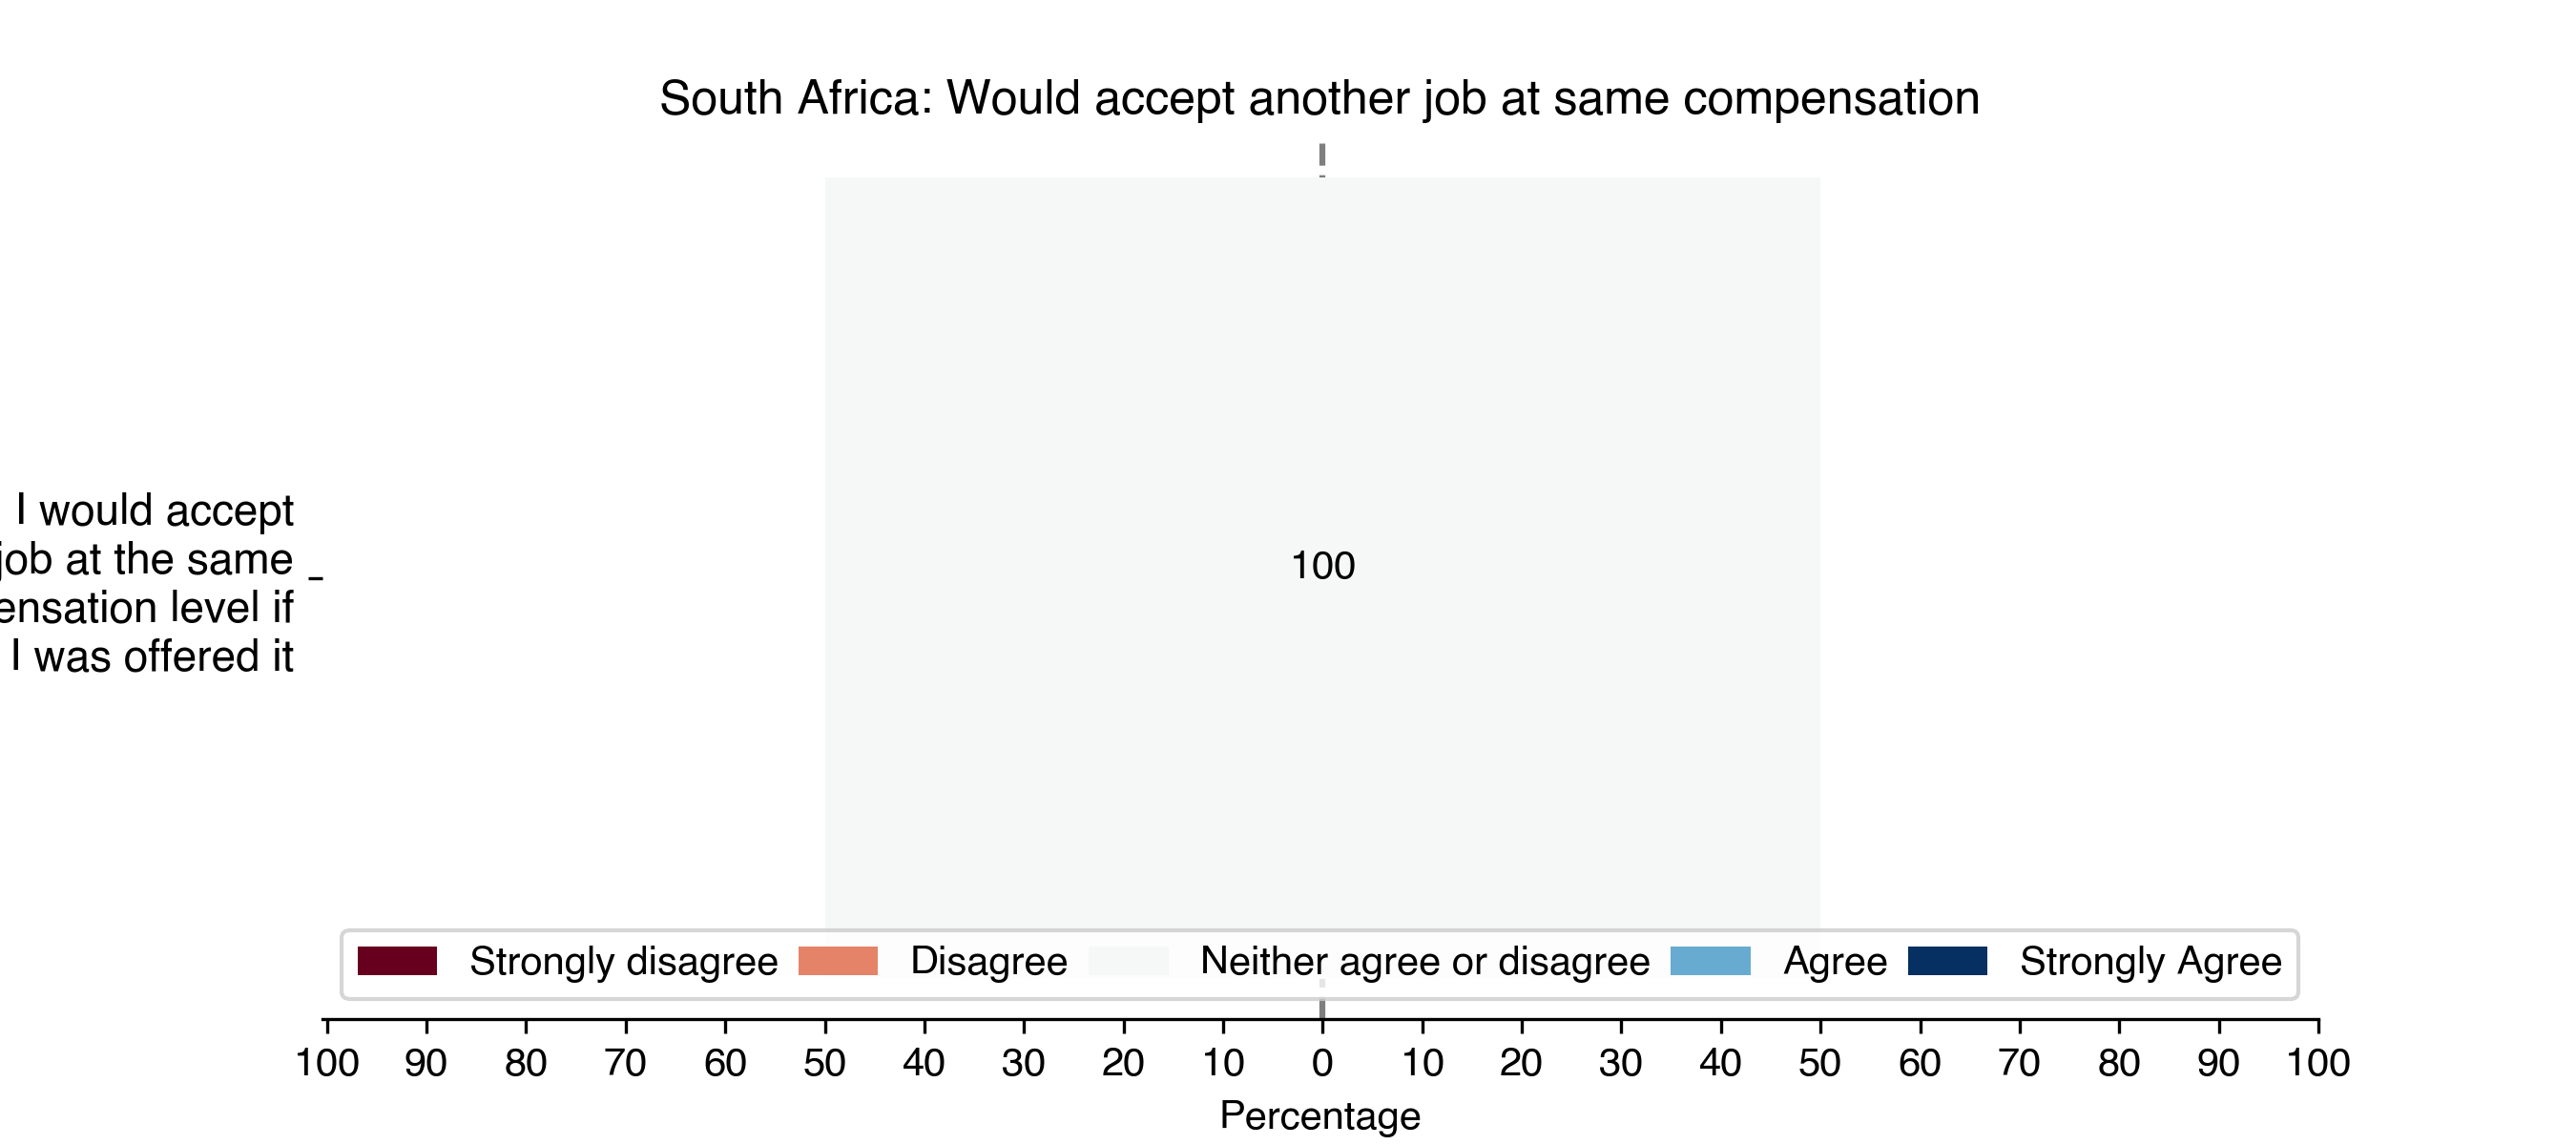 South Africa: Would accept another job at same compensation
I would accept
job at the same
ensation level if
I was offered it
100
Strongly disagree Disagree Neither agree or disagree Agree Strongly Agree
100 90 80 70 60 50 40 30 20 10 0 10 20 30 40 50 60 70 80 90 100
Percentage